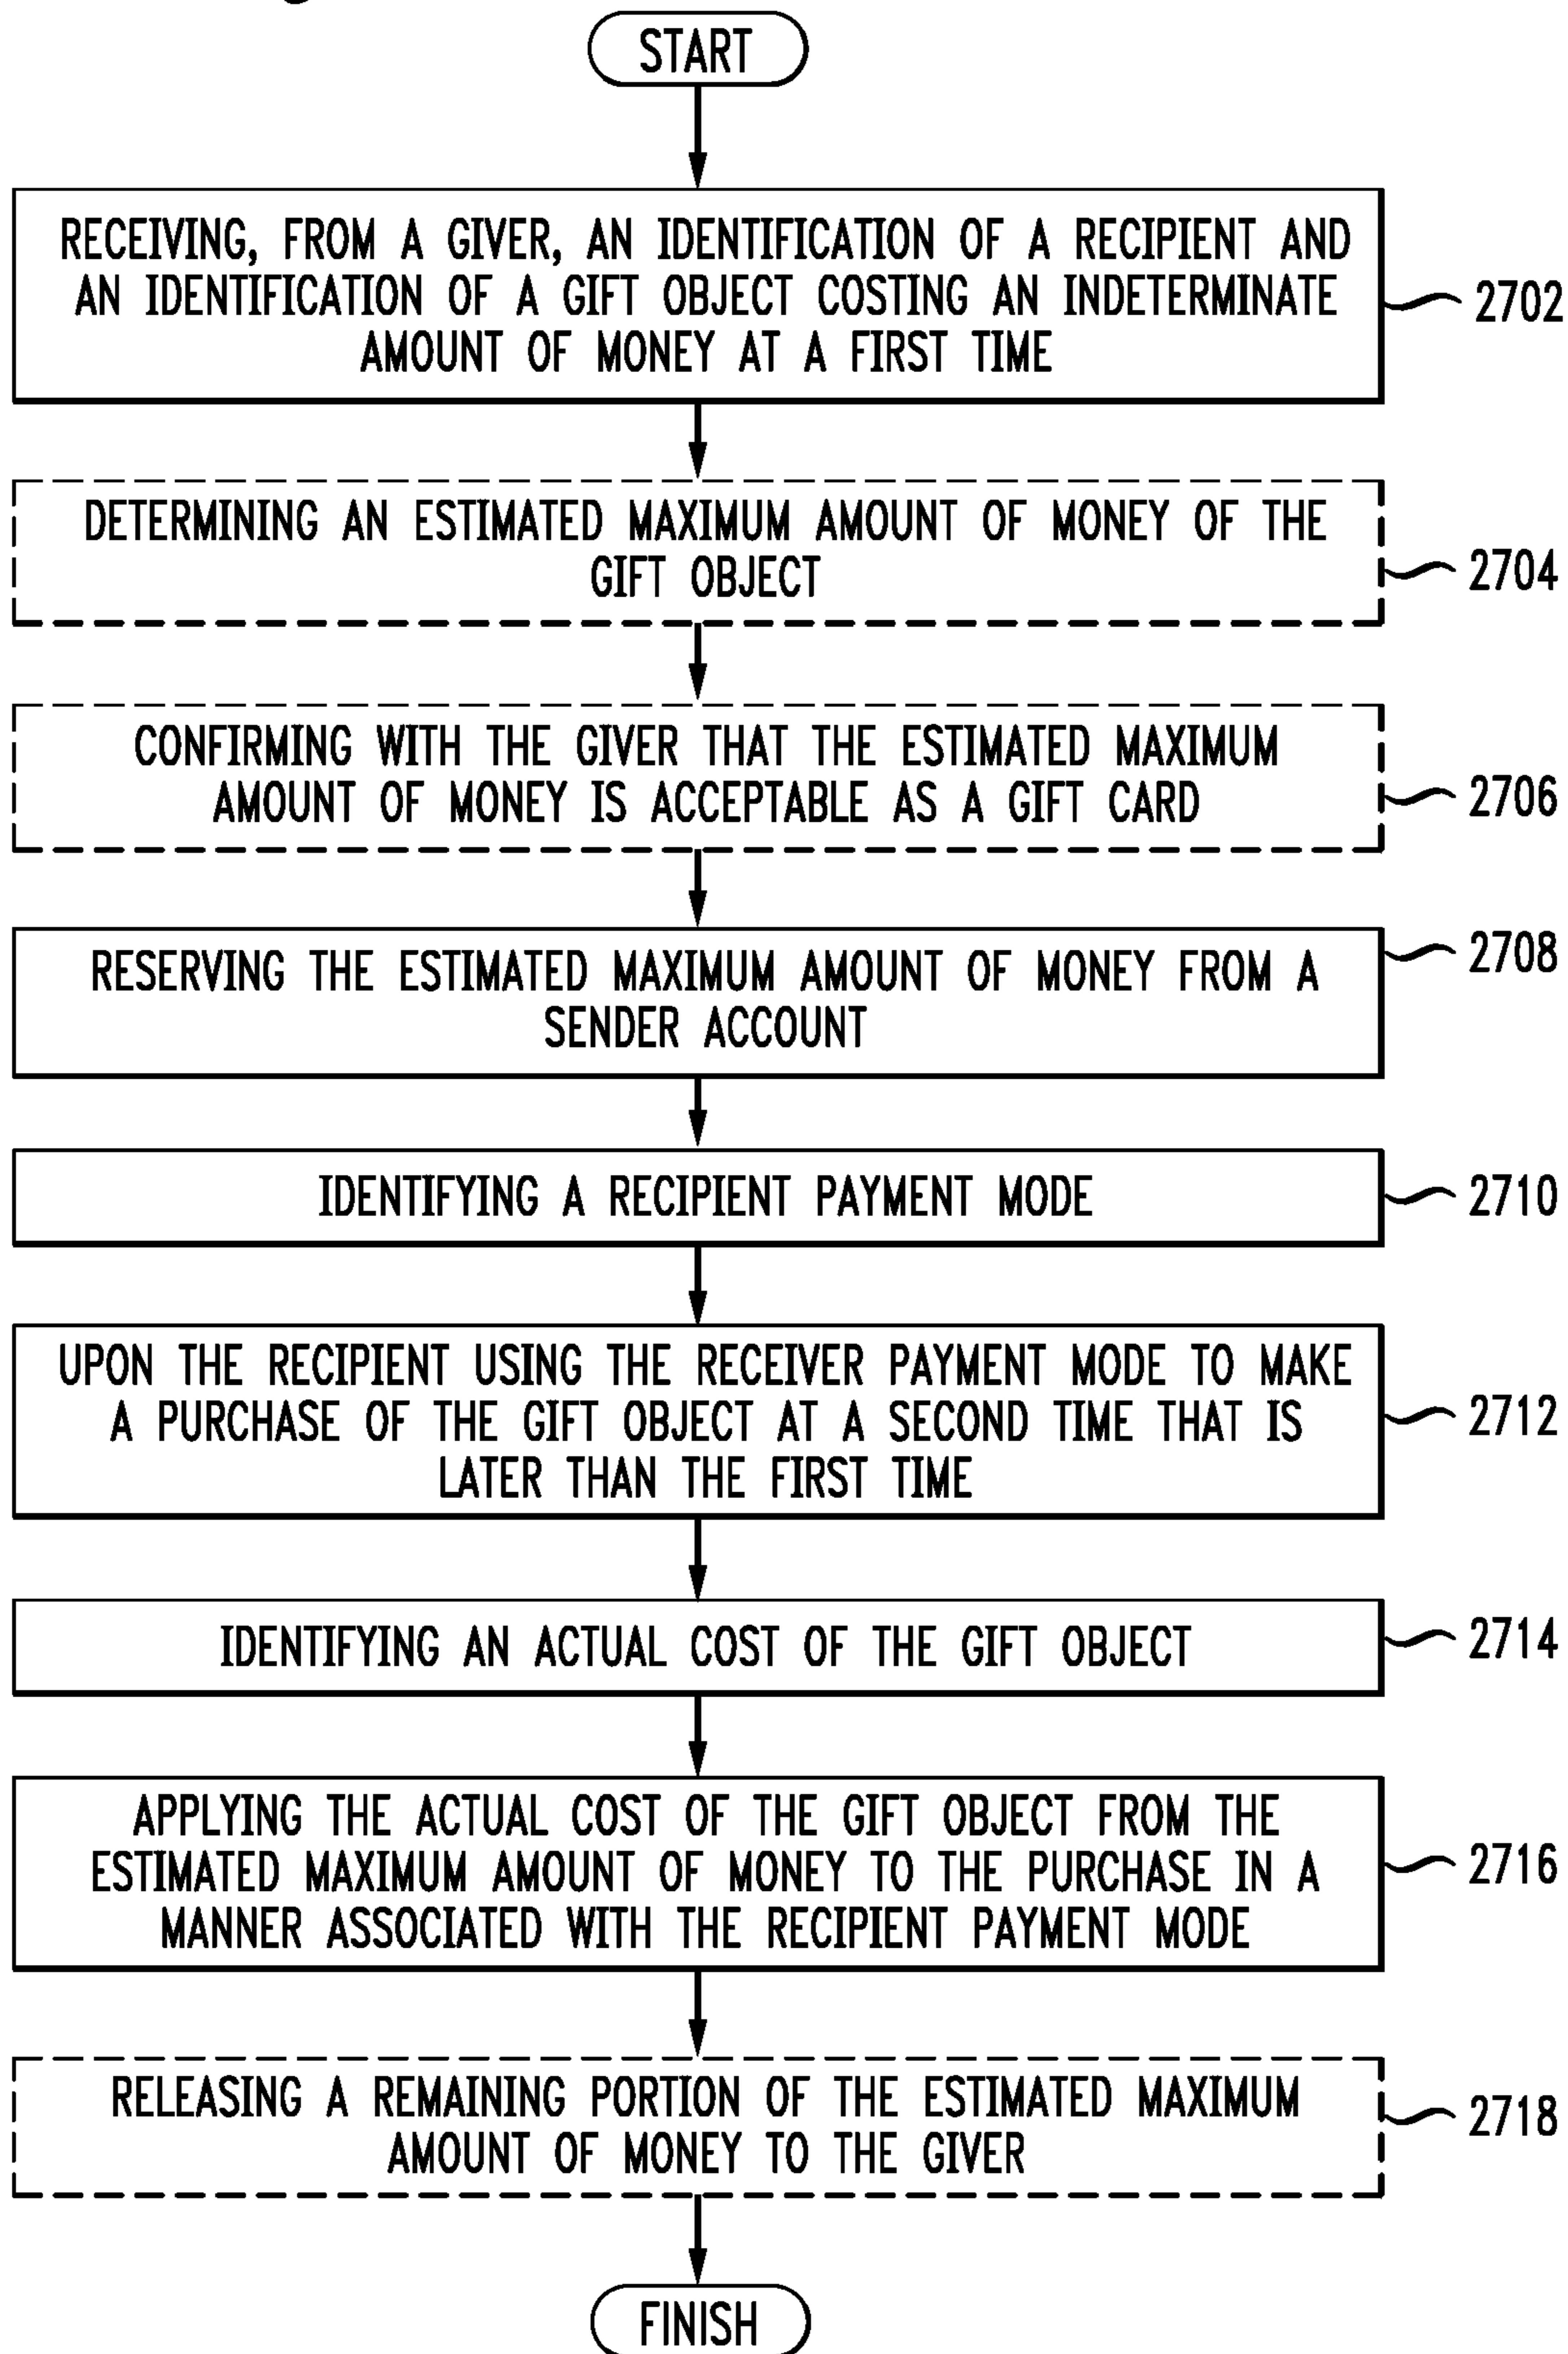 START
RECEIVING, FROM A GIVER, AN IDENTIFICATION OF A RECIPIENT AND
AN IDENTIFICATION OF A GIFT OBJECT COSTING AN INDETERMINATE
AMOUNT OF MONEY AT A FIRST TIME
2702
DETERMINING AN ESTIMATED MAXIMUM AMOUNT OF MONEY OF THE
GIFT OBJECT
2704
CONFIRMING WITH THE GIVER THAT THE ESTIMATED MAXIMUM
AMOUNT OF MONEY IS ACCEPTABLE AS A GIFT CARD
2706
RESERVING THE ESTIMATED MAXIMUM AMOUNT OF MONEY FROM A
SENDER ACCOUNT
2708
IDENTIFYING A RECIPIENT PAYMENT MODE
2710
UPON THE RECIPIENT USING THE RECEIVER PAYMENT MODE TO MAKE
A PURCHASE OF THE GIFT OBJECT AT A SECOND TIME THAT IS
LATER THAN THE FIRST TIME
2712
IDENTIFYING AN ACTUAL COST OF THE GIFT OBJECT
2714
APPLYING THE ACTUAL COST OF THE GIFT OBJECT FROM THE
ESTIMATED MAXIMUM AMOUNT OF MONEY TO THE PURCHASE IN A
MANNER ASSOCIATED WITH THE RECIPIENT PAYMENT MODE
2716
RELEASING A REMAINING PORTION OF THE ESTIMATED MAXIMUM
AMOUNT OF MONEY TO THE GIVER
2718
FINISH